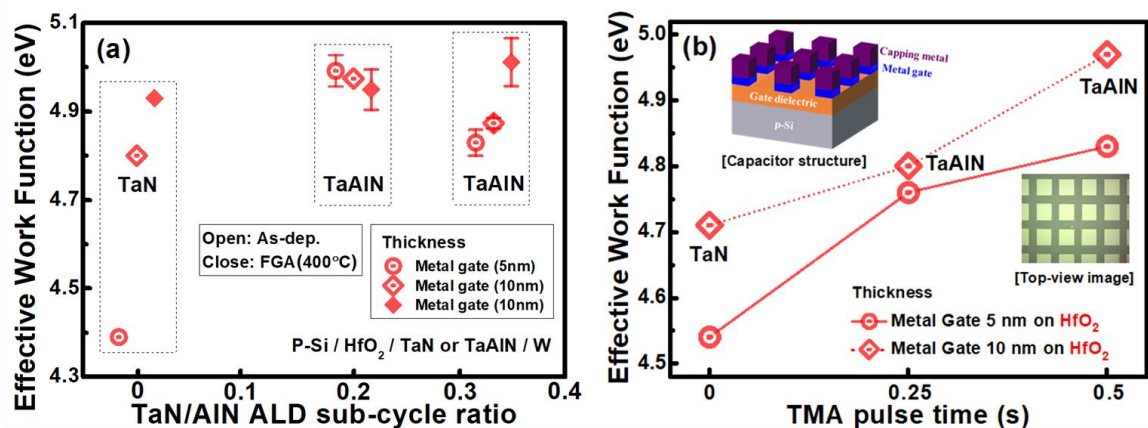 (a)
Effective Work Function (eV)
5.1
4.9
4.7
4.5
4.3
TaN
TaAlN
TaAlN
Open: As-dep.
Close: FGA(400°C)
Thickness
Metal gate (5nm)
Metal gate (10nm)
Metal gate (10nm)
P-Si / HfO₂ / TaN or TaAlN / W
0
0.1
0.2
0.3
0.4
TaN/AlN ALD sub-cycle ratio
(b)
Effective Work Function (eV)
5.0
4.9
4.8
4.7
4.6
4.5
Capping metal
Metal gate
Gate dielectric
p-Si
[Capacitor structure]
TaN
TaAlN
TaAlN
[Top-view image]
Thickness
Metal Gate 5 nm on HfO₂
Metal Gate 10 nm on HfO₂
0
0.25
0.5
TMA pulse time (s)